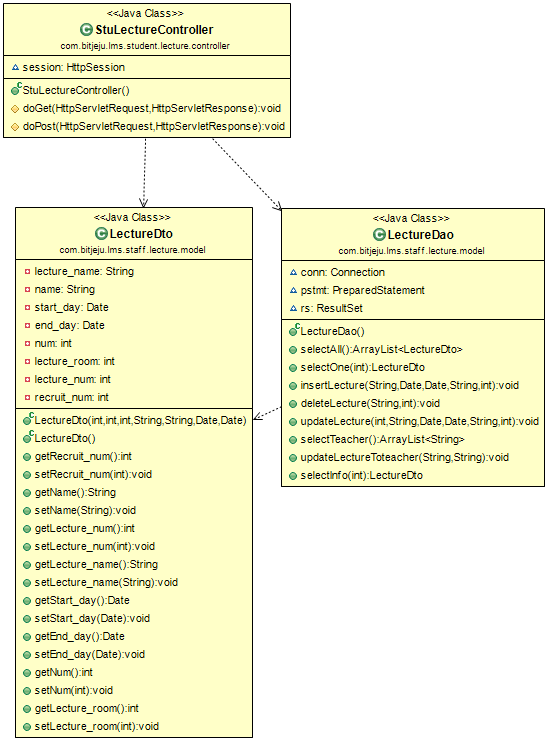 <<Java Class>>
StuLectureController
com.bitjeju.lms.student.lecture.controller
session: HttpSession
StuLectureController()
doGet(HttpServletRequest,HttpServletResponse):void
doPost(HttpServletRequest,HttpServletResponse):void
<<Java Class>>
LectureDto
com.bitjeju.lms.staff.lecture.model
lecture_name: String
name: String
start_day: Date
end_day: Date
num: int
lecture_room: int
lecture_num: int
recruit_num: int
LectureDto(int,int,int,String,String,Date,Date)
LectureDto()
getRecruit_num():int
setRecruit_num(int):void
getName():String
setName(String):void
getLecture_num():int
setLecture_num(int):void
getLecture_name():String
setLecture_name(String):void
getStart_day():Date
setStart_day(Date):void
getEnd_day():Date
setEnd_day(Date):void
getNum():int
setNum(int):void
getLecture_room():int
setLecture_room(int):void
<<Java Class>>
LectureDao
com.bitjeju.lms.staff.lecture.model
conn: Connection
pstmt: PreparedStatement
rs: ResultSet
LectureDao()
selectAll():ArrayList<LectureDto>
selectOne(int):LectureDto
insertLecture(String,Date,Date,String,int):void
deleteLecture(String,int):void
updateLecture(int,String,Date,Date,String,int):void
selectTeacher():ArrayList<String>
updateLectureToteacher(String,String):void
selectInfo(int):LectureDto